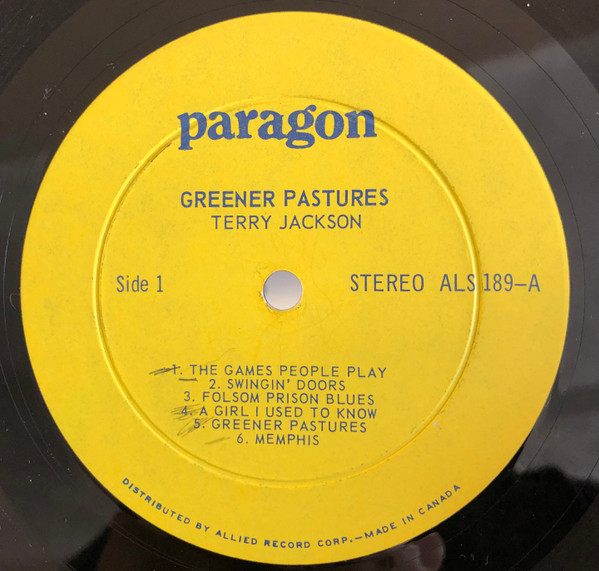 paragon
GREENER PASTURES
TERRY JACKSON
Side 1
STEREO ALS 189-A
1. THE GAMES PEOPLE PLAY
2. SWINGIN' DOORS
3. FOLSOM PRISON BLUES
4. A GIRL I USED TO KNOW
5. GREENER PASTURES
6. MEMPHIS
DISTRIBUTED BY ALLIED RECORD CORP.—MADE IN CANADA